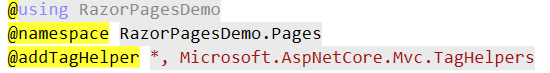 @using RazorPagesDemo
@namespace RazorPagesDemo.Pages
@addTagHelper *, Microsoft.AspNetCore.Mvc.TagHelpers